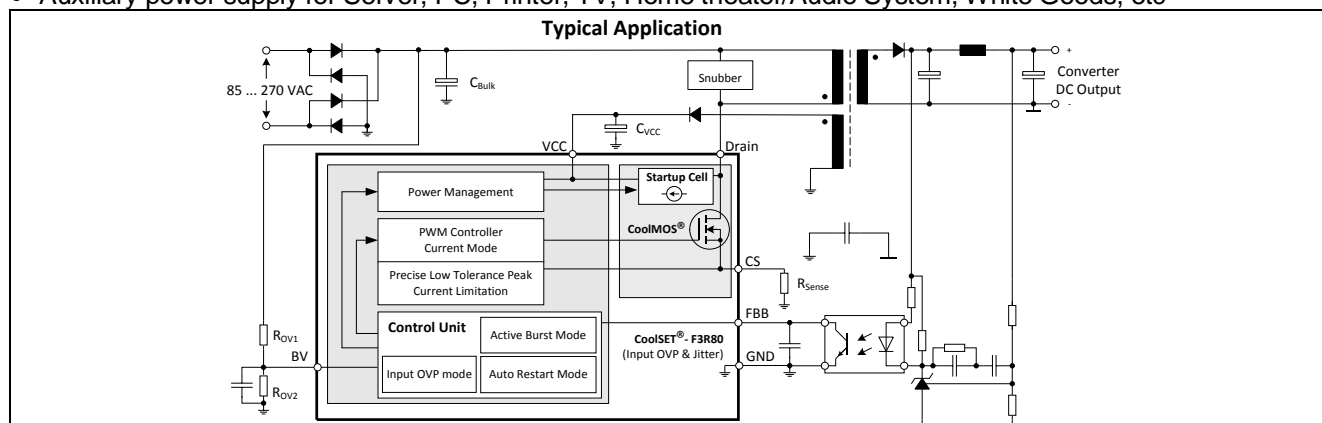 • Auxiliary power supply for Server, PC, Printer, TV, Home theater/Audio System, White Goods, etc
Typical Application
Snubber
+
Converter
DC Output
-
85 ... 270 VAC
CBulk
CVCC
VCC
Drain
Power Management
Startup Cell
CoolMOS®
PWM Controller
Current Mode
Precise Low Tolerance Peak
Current Limitation
CS
RSense
FBB
Control Unit
Active Burst Mode
CoolSET®- F3R80
(Input OVP & Jitter)
GND
Input OVP mode
Auto Restart Mode
ROV1
BV
ROV2